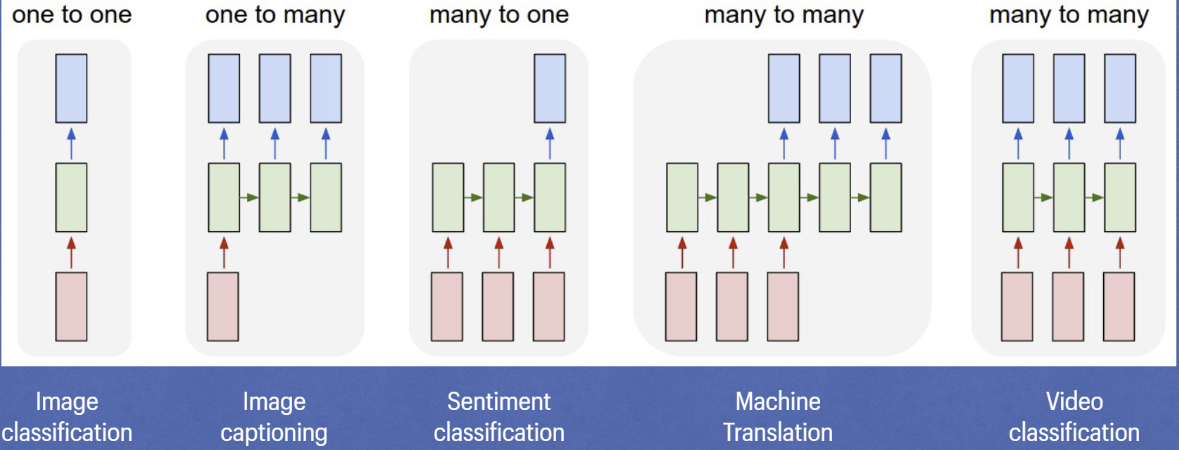 one to one
one to many
many to one
many to many
many to many
Image
classification
Image
captioning
Sentiment
classification
Machine
Translation
Video
classification